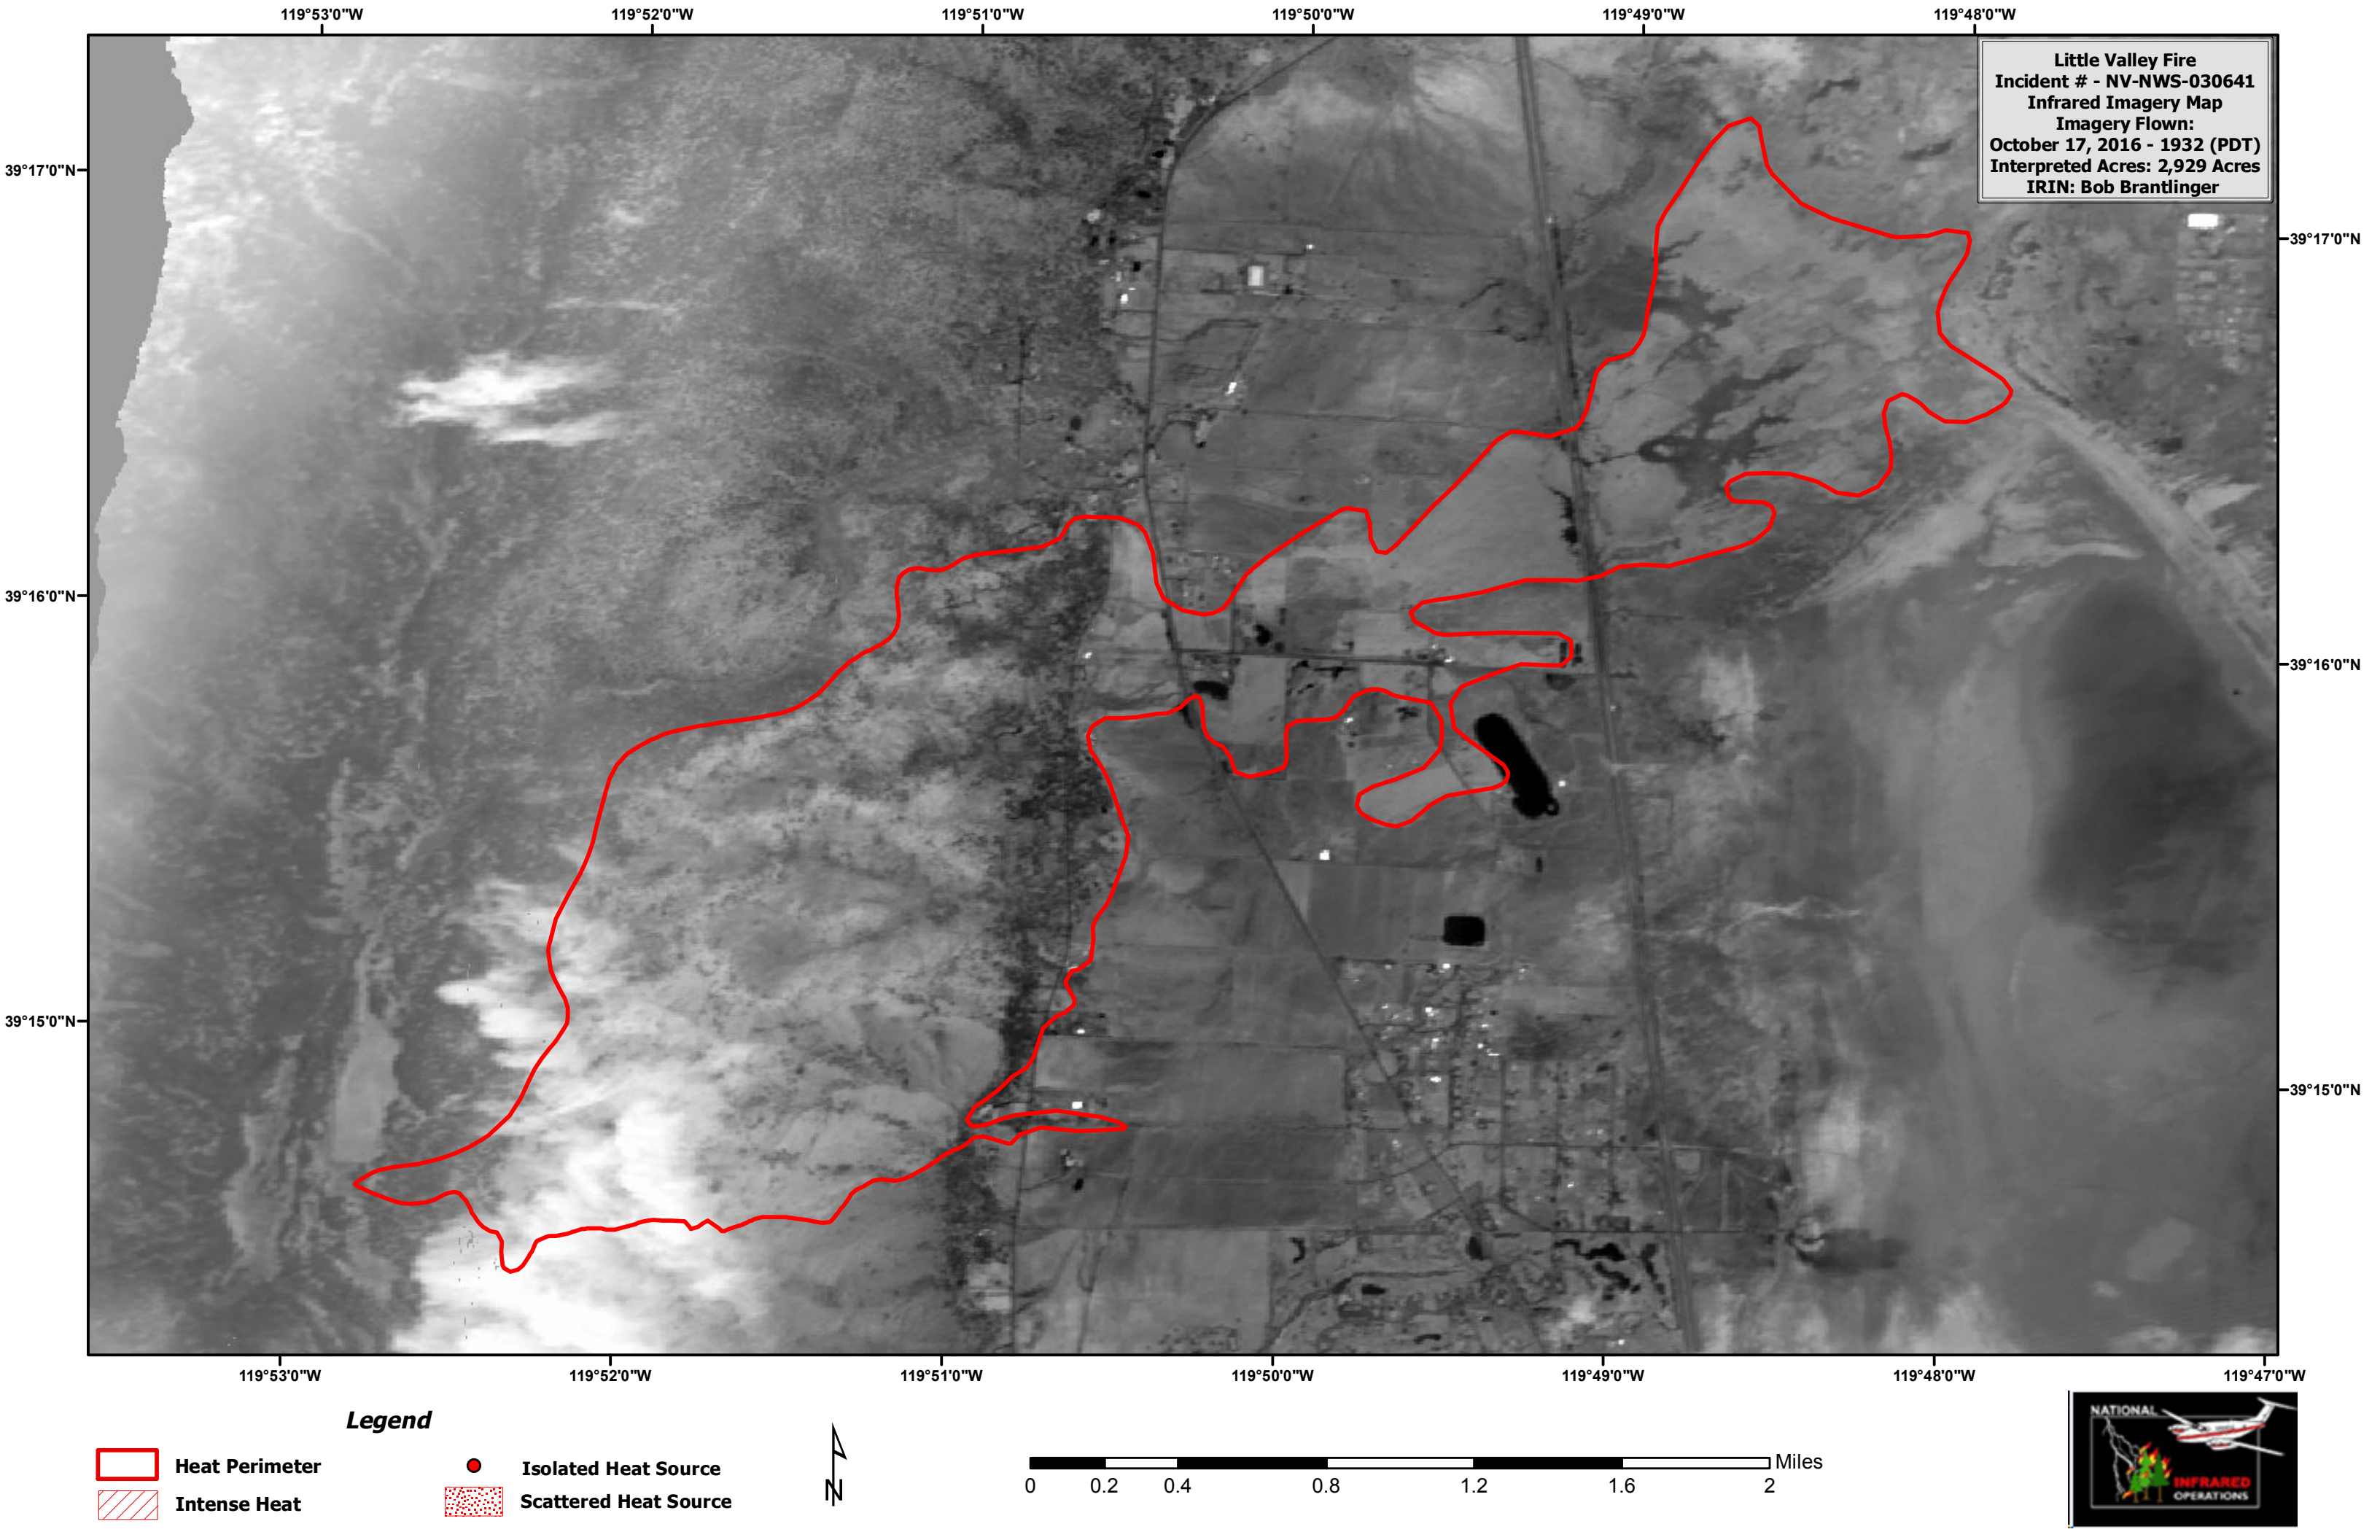 119°53'0"W 119°52'0"W 119°51'0"W 119°50'0"W 119°49'0"W 119°48'0"W
Little Valley Fire
Incident # - NV-NWS-030641
Infrared Imagery Map
Imagery Flown:
October 17, 2016 - 1932 (PDT)
Interpreted Acres: 2,929 Acres
IRIN: Bob Brantlinger
39°17'0"N
39°17'0"N
39°16'0"N
39°16'0"N
39°15'0"N
39°15'0"N
119°53'0"W 119°52'0"W 119°51'0"W 119°50'0"W 119°49'0"W 119°48'0"W 119°47'0"W
Legend
Heat Perimeter
Intense Heat
Isolated Heat Source
Scattered Heat Source
N
Miles
0 0.2 0.4 0.8 1.2 1.6 2
NATIONAL
INFRARED
OPERATIONS